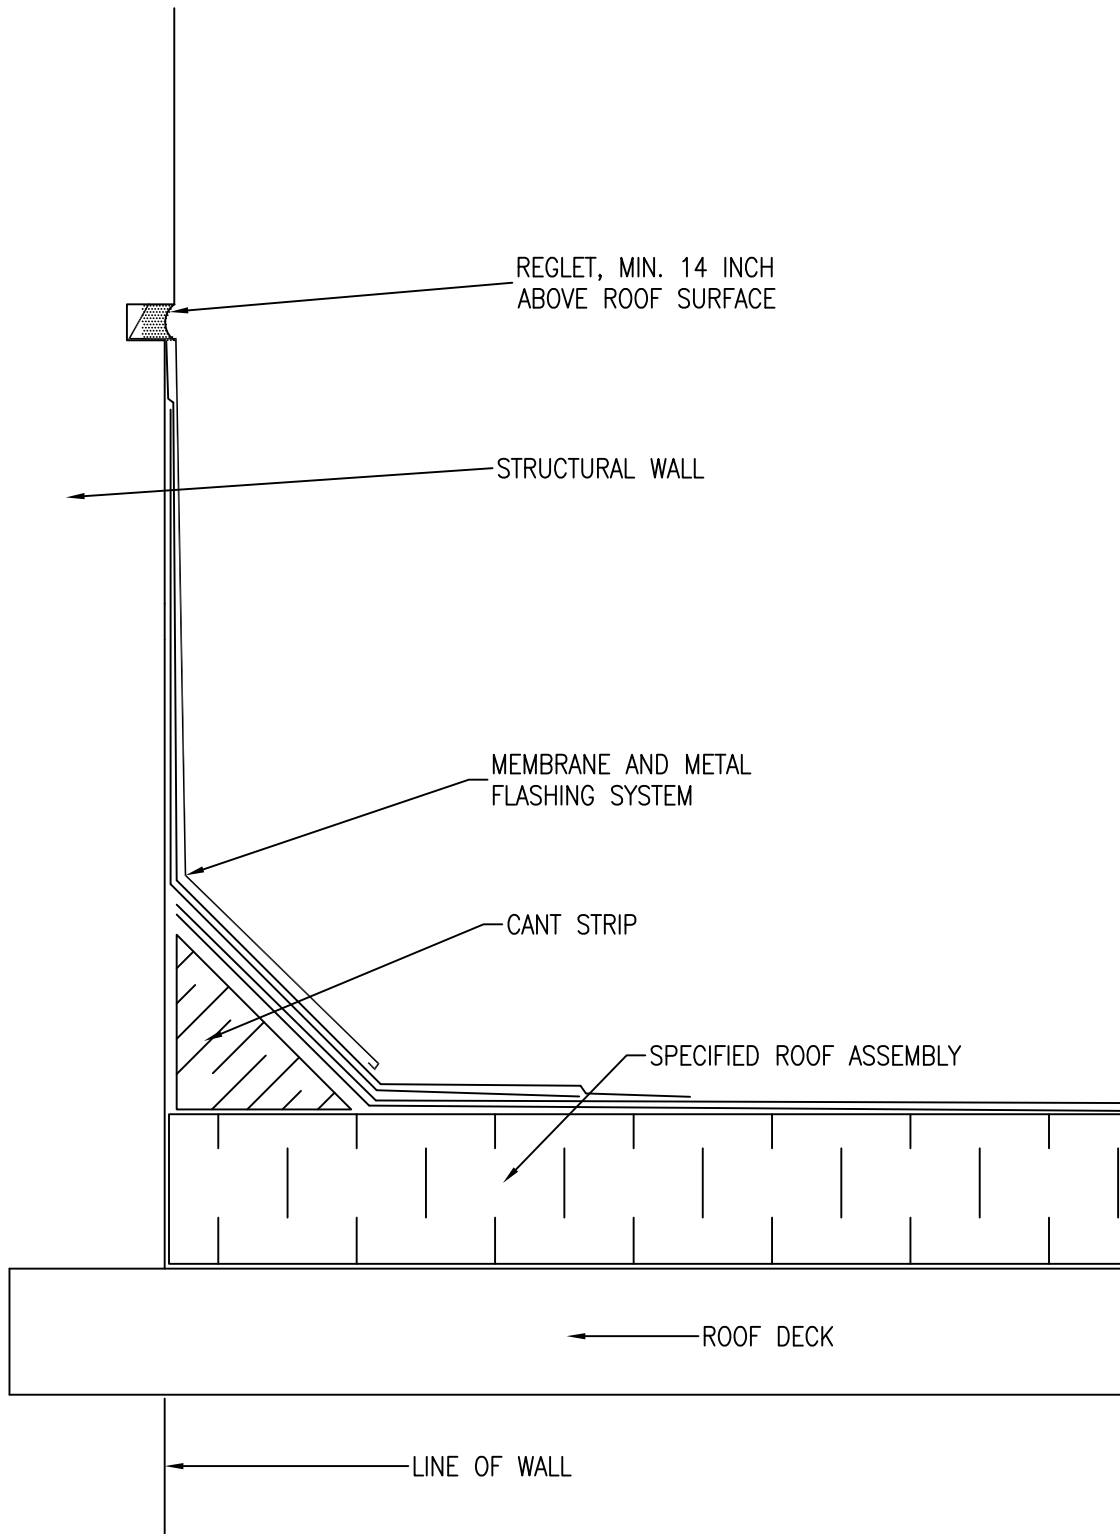 REGLET, MIN. 14 INCH
ABOVE ROOF SURFACE
STRUCTURAL WALL
MEMBRANE AND METAL
FLASHING SYSTEM
CANT STRIP
SPECIFIED ROOF ASSEMBLY
ROOF DECK
LINE OF WALL